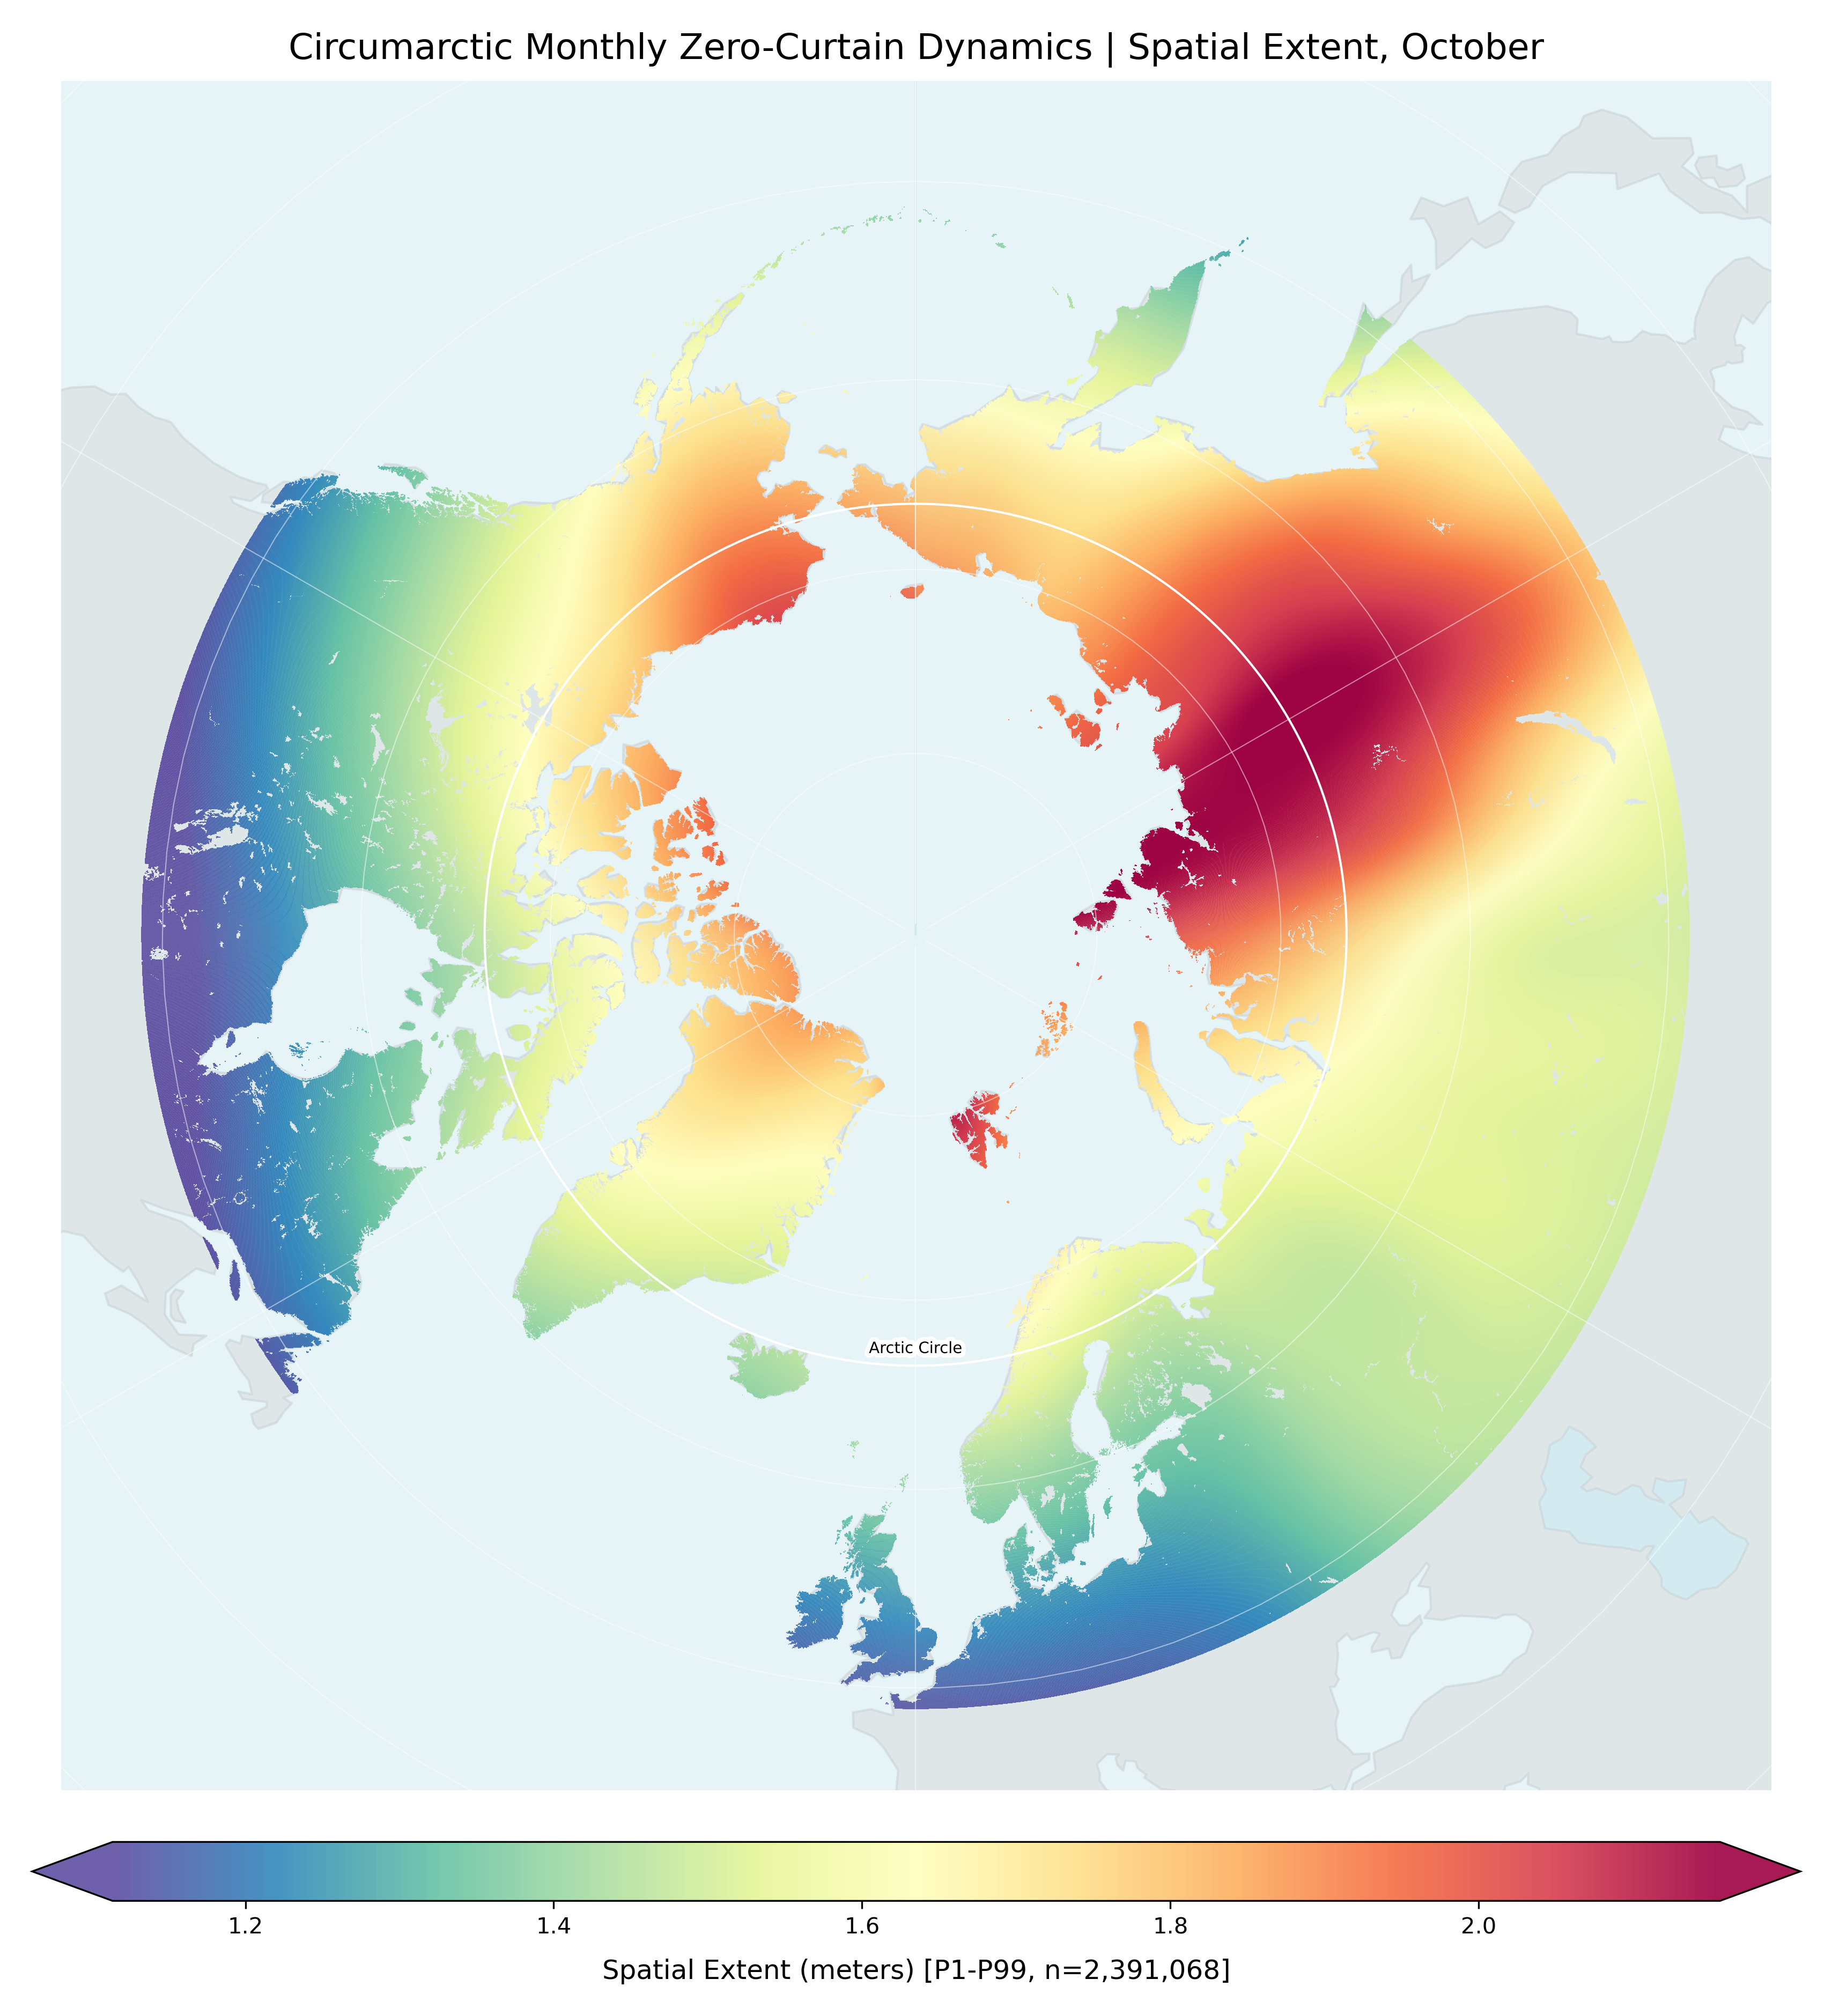 Circumarctic Monthly Zero-Curtain Dynamics | Spatial Extent, October
Arctic Circle
1.2 1.4 1.6 1.8 2.0
Spatial Extent (meters) [P1-P99, n=2,391,068]